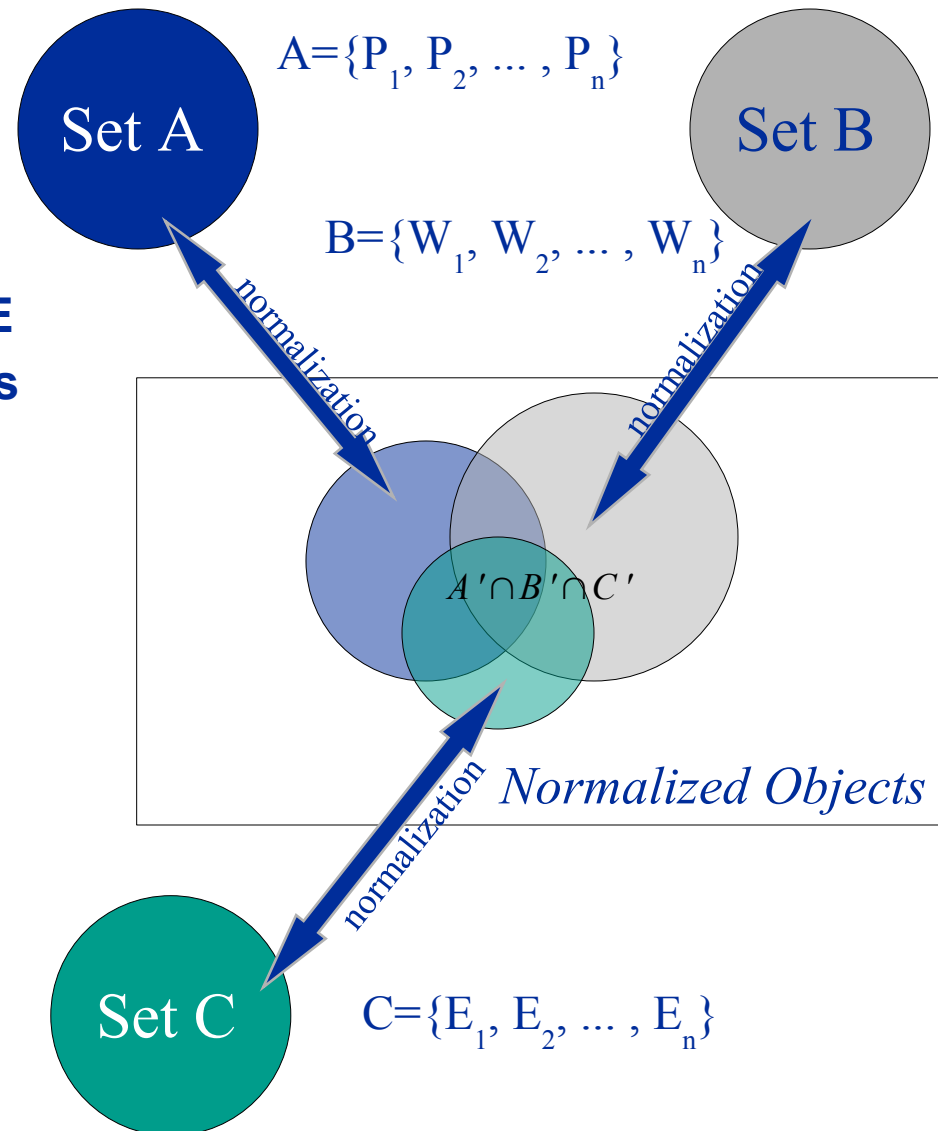 A={P₁, P₂, ... , Pₙ}
Set A
Set B
B={W₁, W₂, ... , Wₙ}
normalization
normalization
E
s
A'∩B'∩C'
Normalized Objects
normalization
Set C
C={E₁, E₂, ... , Eₙ}